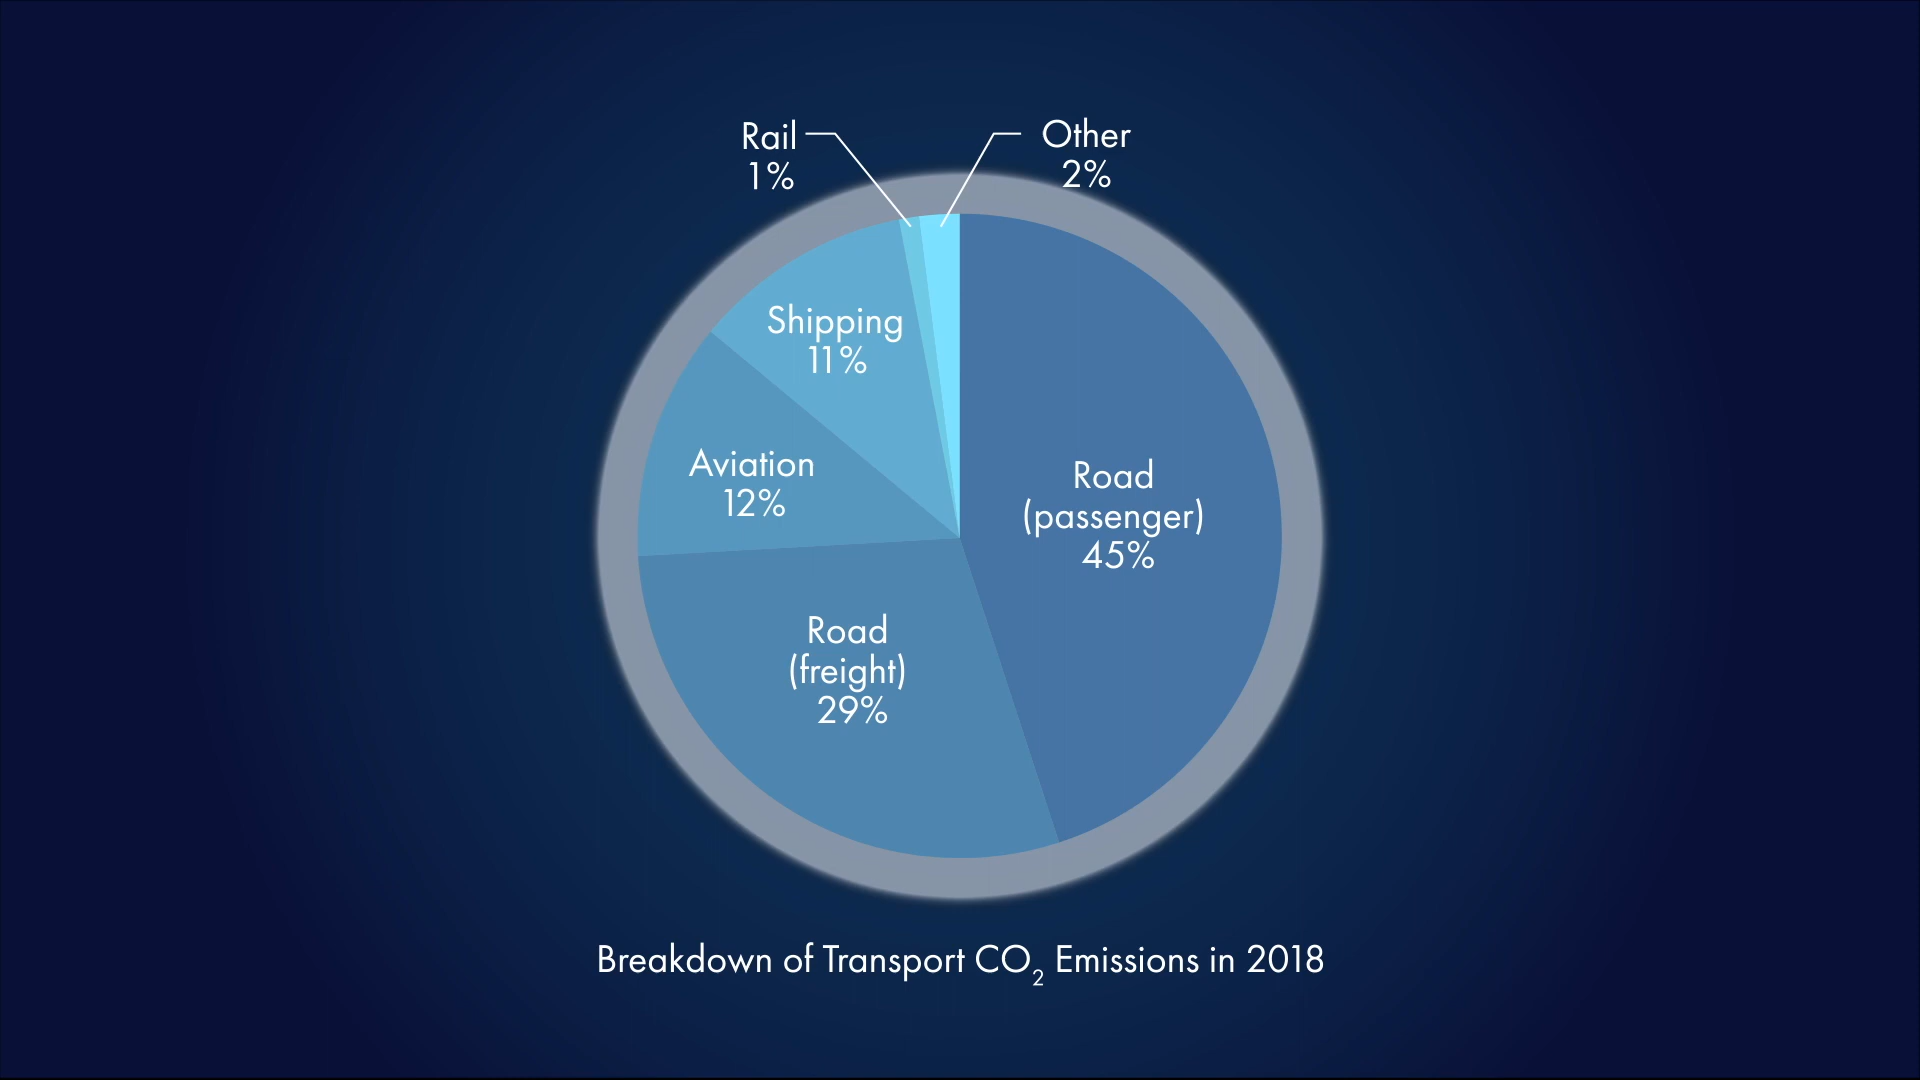 Rail
1%
Other
2%
Shipping
11%
Aviation
12%
Road
(passenger)
45%
Road
(freight)
29%
Breakdown of Transport CO₂ Emissions in 2018